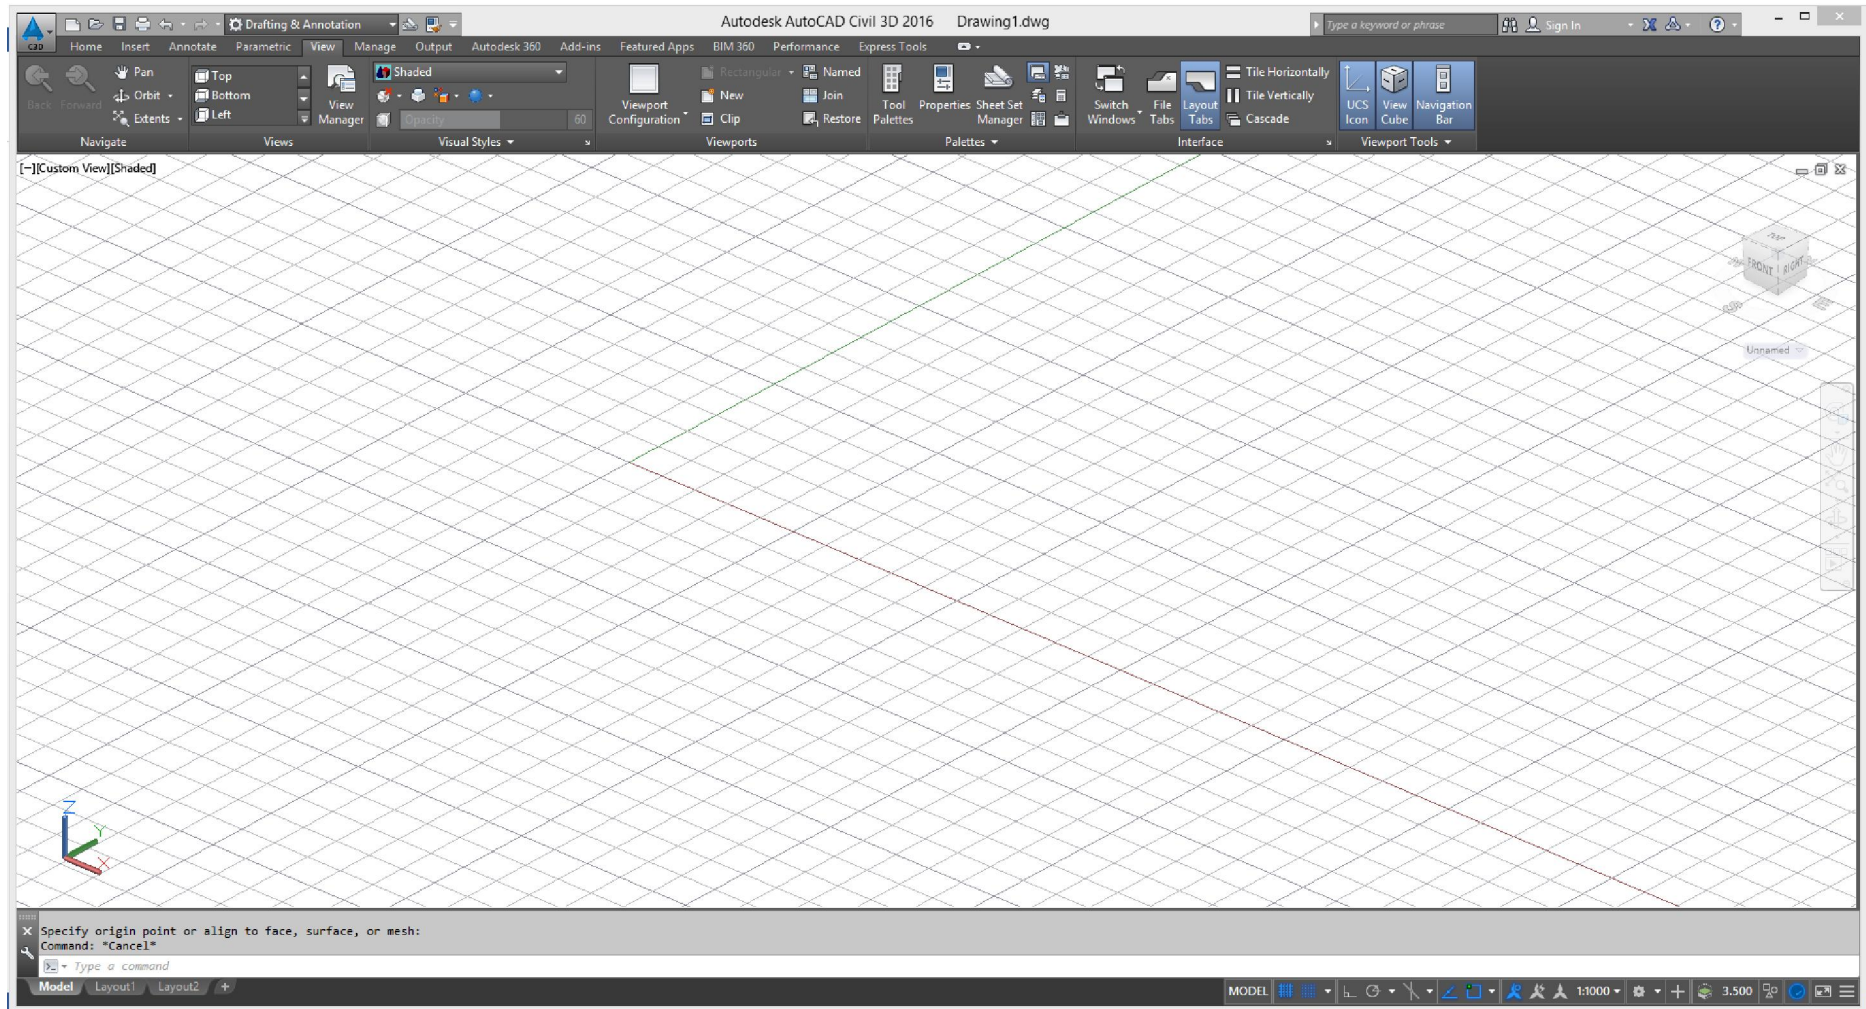 Drafting & Annotation
Autodesk AutoCAD Civil 3D 2016 Drawing1.dwg
Type a keyword or phrase
Sign In
C3D
Home Insert Annotate Parametric View Manage Output Autodesk 360 Add-ins Featured Apps BIM 360 Performance Express Tools
Back Forward
Pan
Orbit
Extents
Navigate
Top
Bottom
Left
View Manager
Views
Shaded
Opacity 60
Visual Styles
Viewport Configuration
Rectangular
New
Clip
Named
Join
Restore
Viewports
Tool Palettes
Properties
Sheet Set Manager
Palettes
Switch Windows
File Tabs
Layout Tabs
Tile Horizontally
Tile Vertically
Cascade
Interface
UCS Icon
View Cube
Navigation Bar
Viewport Tools
[−][Custom View][Shaded]
FRONT RIGHT
Unnamed
Z
Y
X
Specify origin point or align to face, surface, or mesh:
Command: *Cancel*
Type a command
Model Layout1 Layout2 +
MODEL 1:1000 3.500